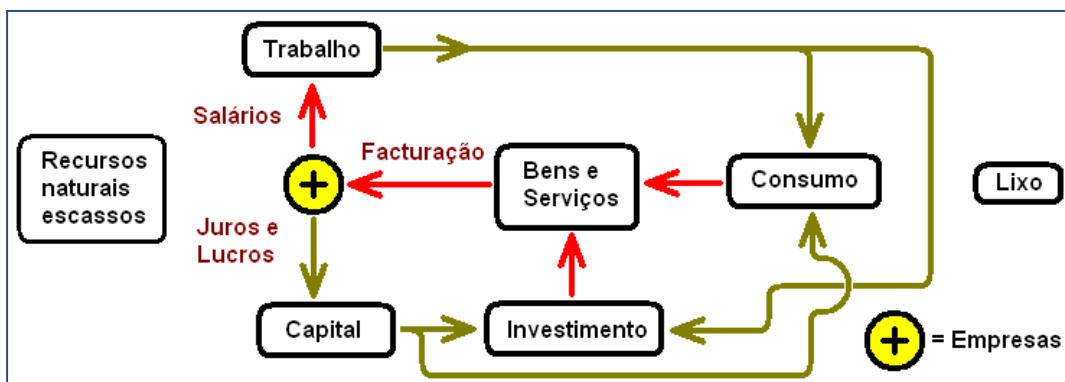 Trabalho
Salários
Recursos
naturais
escassos
Facturação
Bens e
Serviços
Consumo
Lixo
Juros e
Lucros
Capital
Investimento
= Empresas